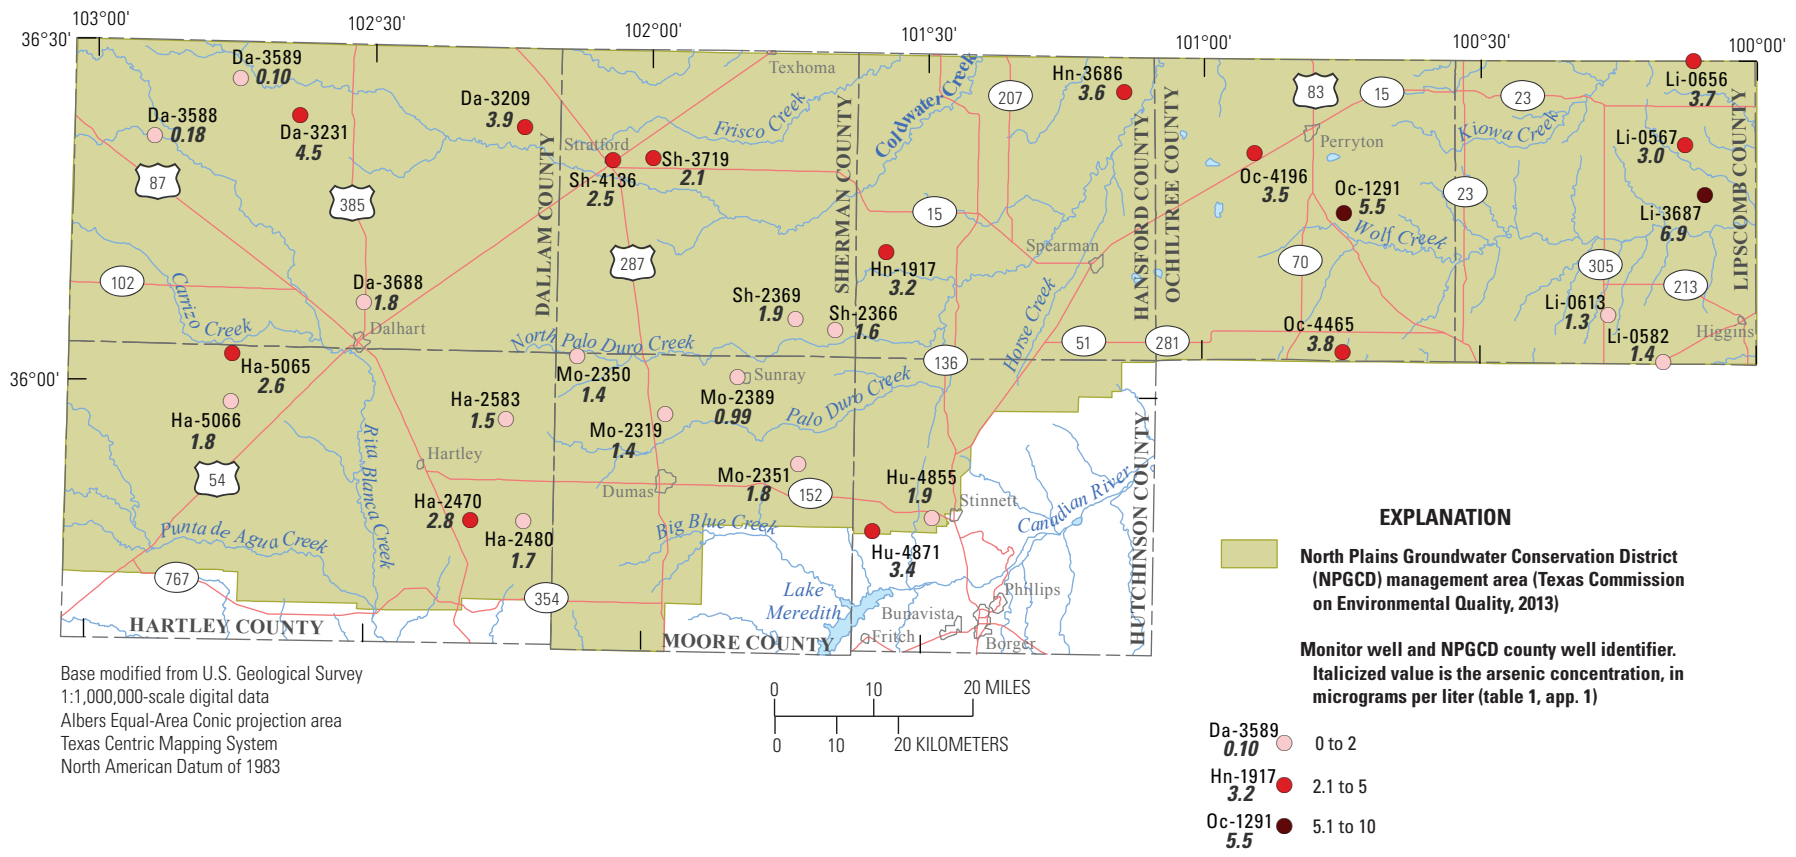 103°00'
102°30'
102°00'
101°30'
101°00'
100°30'
100°00'
36°30'
Da-3589
0.10
Da-3588
0.18
Da-3231
4.5
Da-3209
3.9
Texhoma
Coldwater Creek
207
Hn-3686
3.6
83
15
23
Li-0656
3.7
Frisco Creek
Stratford
Sh-3719
2.1
Sh-4136
2.5
Perryton
Kiowa Creek
Li-0567
3.0
87
385
DALLAM COUNTY
SHERMAN COUNTY
HANSFORD COUNTY
OCHILTREE COUNTY
LIPSCOMB COUNTY
Oc-4196
3.5
Oc-1291
5.5
23
Li-3687
6.9
15
Wolf Creek
Spearman
287
Hn-1917
3.2
70
305
213
102
Carrizo Creek
Da-3688
1.8
Dalhart
Sh-2369
1.9
Sh-2366
1.6
Horse Creek
Li-0613
1.3
Higgins
North Palo Duro Creek
136
51
281
Oc-4465
3.8
Li-0582
1.4
36°00'
Ha-5065
2.6
Ha-5066
1.8
Ha-2583
1.5
Mo-2350
1.4
Sunray
Mo-2389
0.99
Palo Duro Creek
Mo-2319
1.4
Rita Blanca Creek
Hartley
54
Dumas
Mo-2351
1.8
152
Hu-4855
1.9
Stinnett
Canadian River
HUTCHINSON COUNTY
Ha-2470
2.8
Ha-2480
1.7
Punta de Agua Creek
Big Blue Creek
Hu-4871
3.4
767
354
Lake
Meredith
Phillips
Bunavista
Fritch
Borger
HARTLEY COUNTY
MOORE COUNTY
Base modified from U.S. Geological Survey
1:1,000,000-scale digital data
Albers Equal-Area Conic projection area
Texas Centric Mapping System
North American Datum of 1983
0 10 20 MILES
0 10 20 KILOMETERS
EXPLANATION
North Plains Groundwater Conservation District
(NPGCD) management area (Texas Commission
on Environmental Quality, 2013)
Monitor well and NPGCD county well identifier.
Italicized value is the arsenic concentration, in
micrograms per liter (table 1, app. 1)
Da-3589
0.10
0 to 2
Hn-1917
3.2
2.1 to 5
Oc-1291
5.5
5.1 to 10